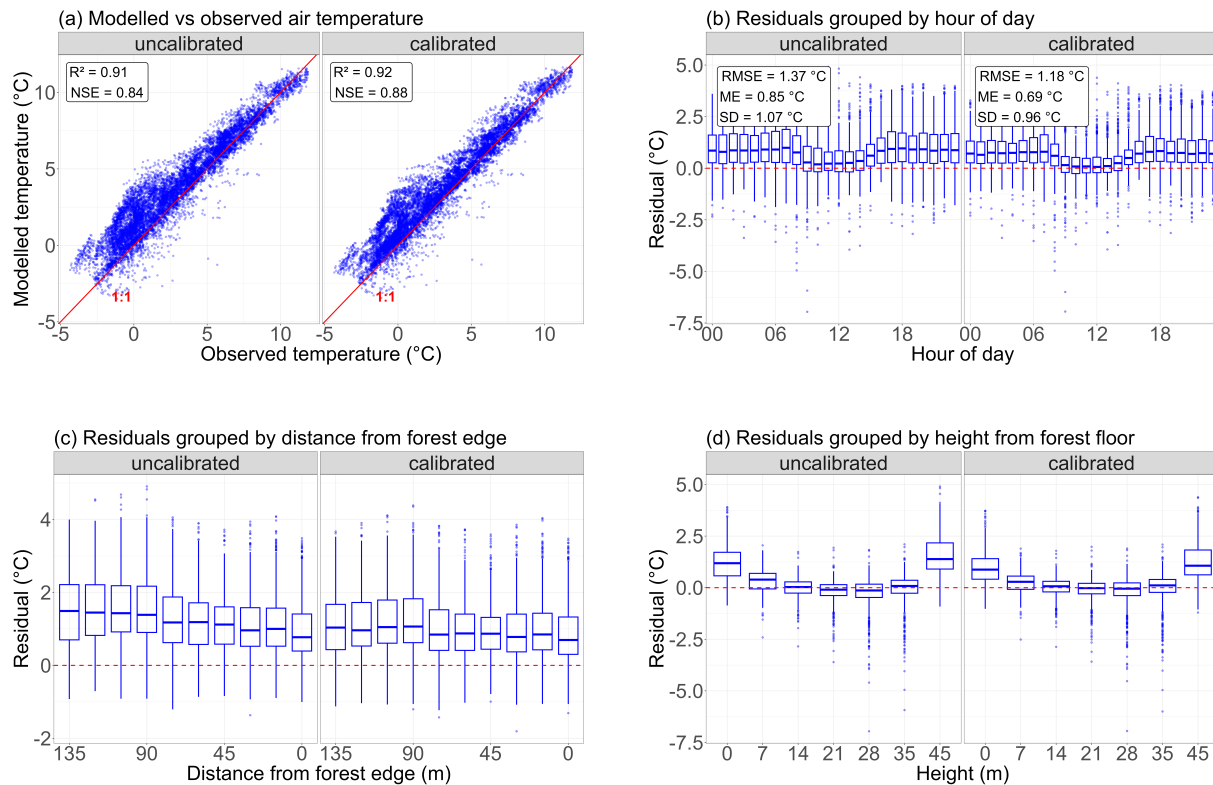 (a) Modelled vs observed air temperature
uncalibrated
calibrated
R² = 0.91
NSE = 0.84
R² = 0.92
NSE = 0.88
Modelled temperature (°C)
10
5
0
-5
1:1
1:1
-5
0
5
10
-5
0
5
10
Observed temperature (°C)
(b) Residuals grouped by hour of day
uncalibrated
calibrated
RMSE = 1.37 °C
ME = 0.85 °C
SD = 1.07 °C
RMSE = 1.18 °C
ME = 0.69 °C
SD = 0.96 °C
Residual (°C)
5.0
2.5
0.0
-2.5
-5.0
-7.5
00
06
12
18
00
06
12
18
Hour of day
(c) Residuals grouped by distance from forest edge
uncalibrated
calibrated
Residual (°C)
4
2
0
-2
135
90
45
0
135
90
45
0
Distance from forest edge (m)
(d) Residuals grouped by height from forest floor
uncalibrated
calibrated
Residual (°C)
5.0
2.5
0.0
-2.5
-5.0
-7.5
0
7
14
21
28
35
45
0
7
14
21
28
35
45
Height (m)